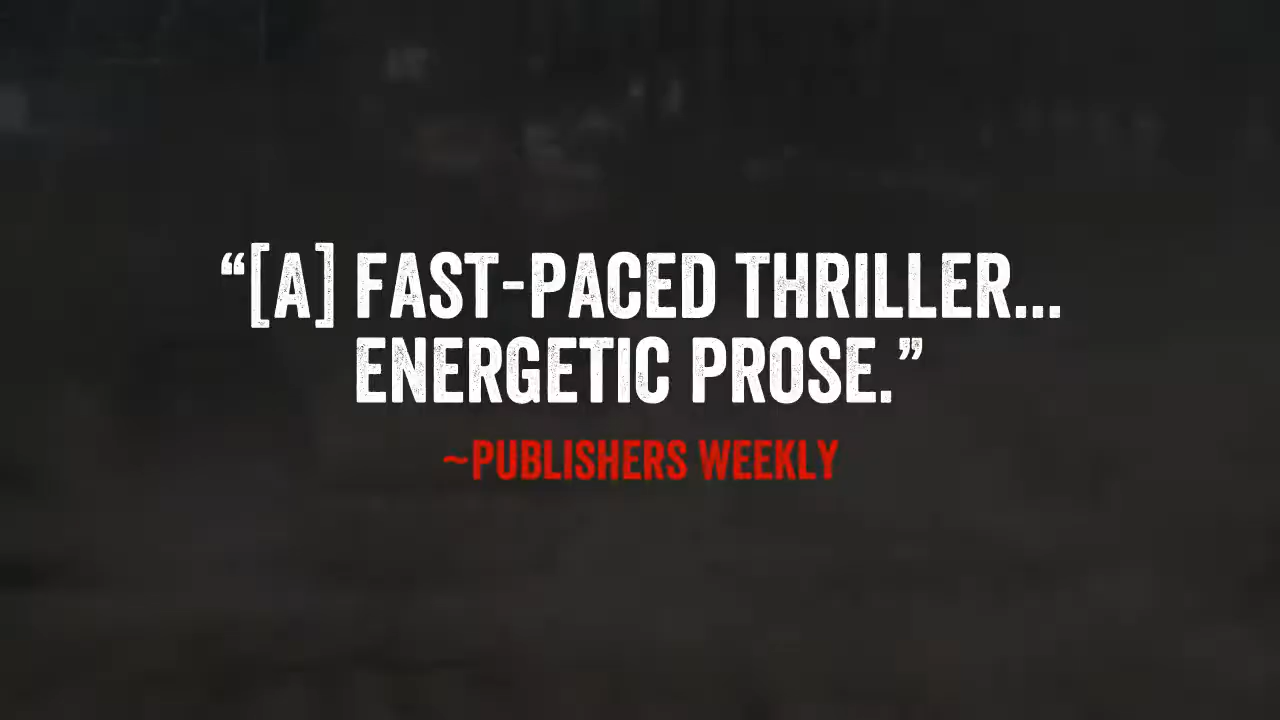 “[A] FAST-PACED THRILLER...
ENERGETIC PROSE.”
~PUBLISHERS WEEKLY